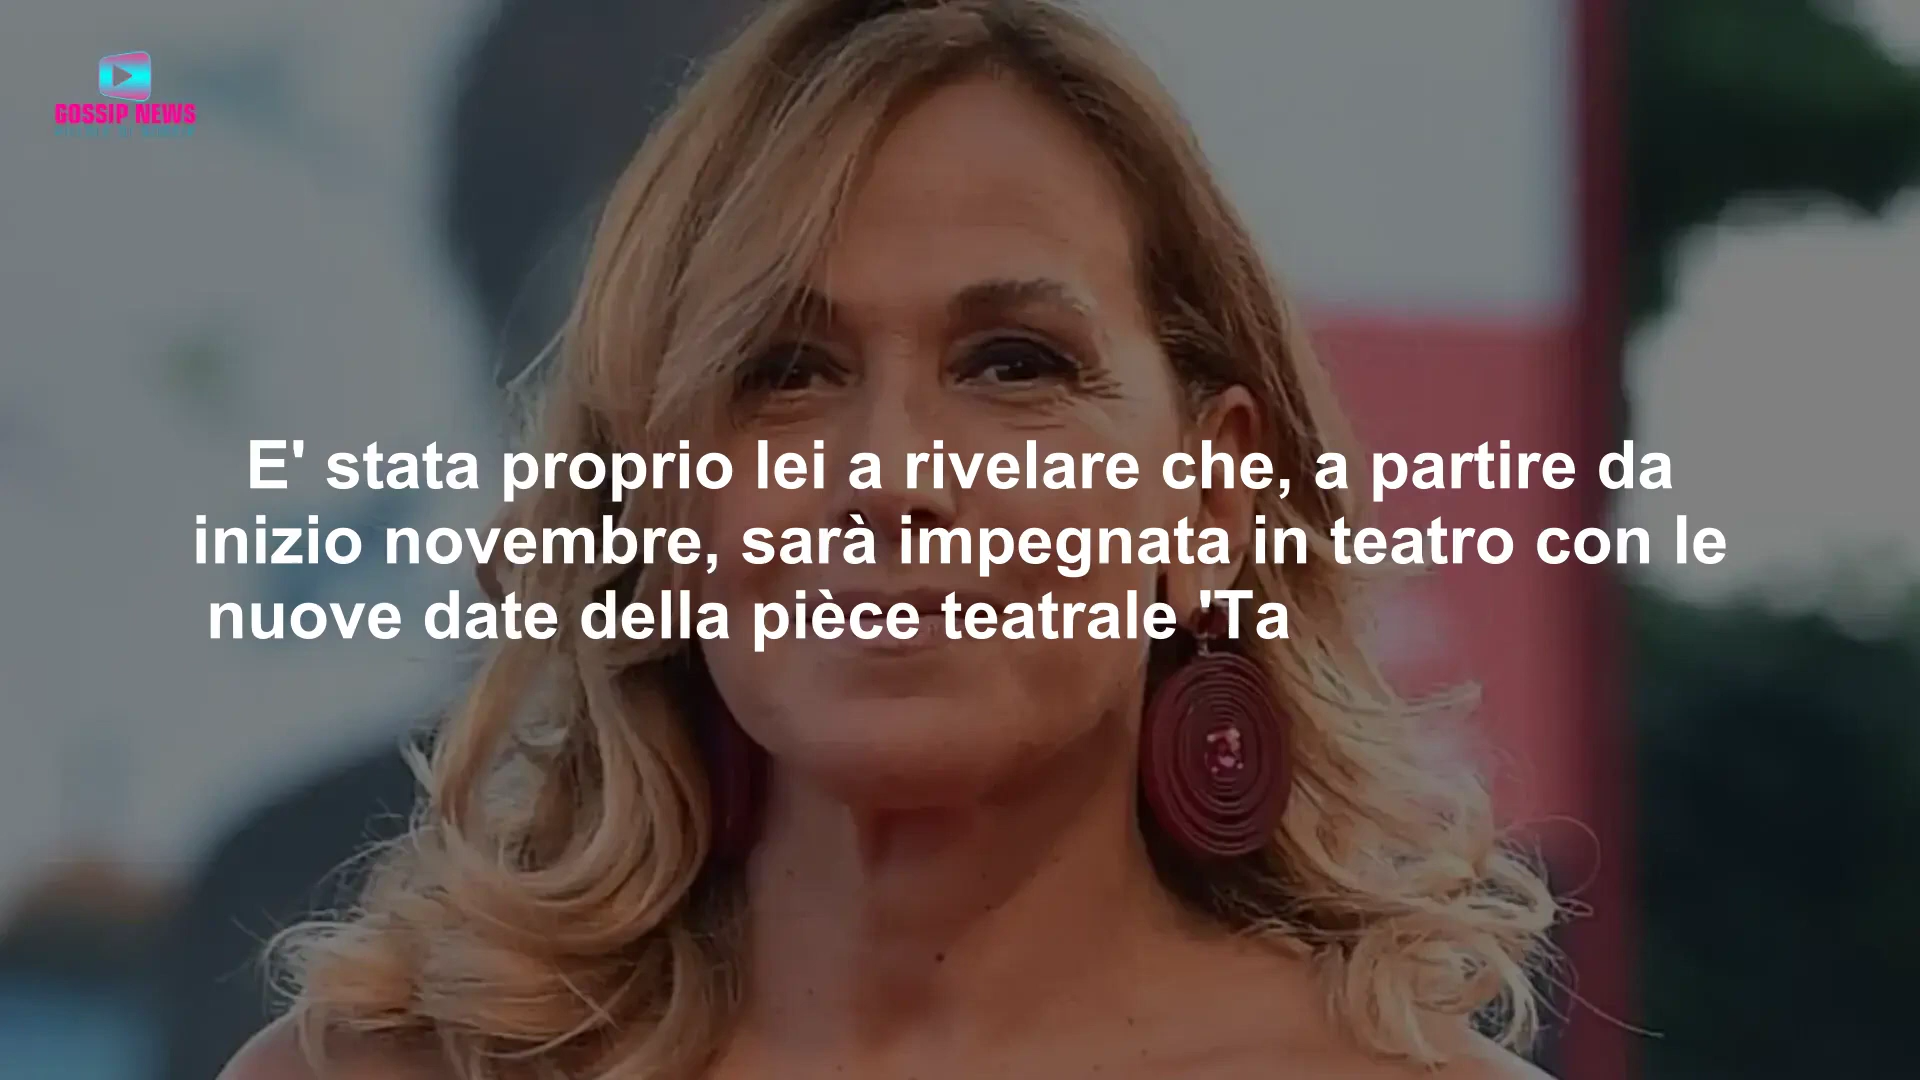 GOSSIP NEWS
E' stata proprio lei a rivelare che, a partire da
inizio novembre, sarà impegnata in teatro con le
nuove date della pièce teatrale 'Ta